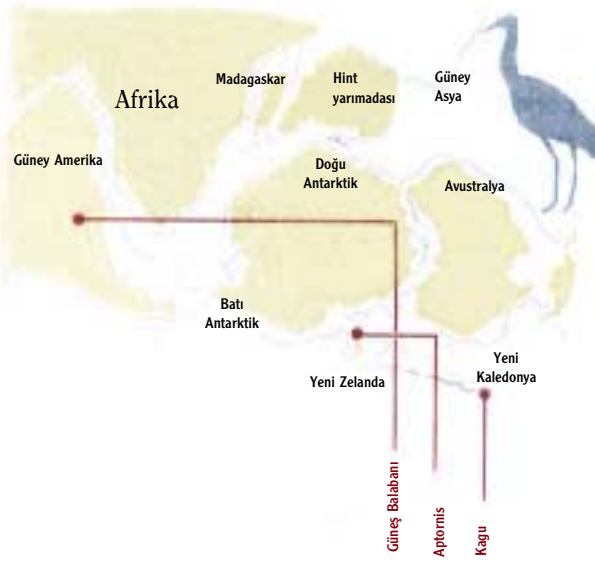 Afrika
Madagaskar
Hint
yarımadası
Güney
Asya
Güney Amerika
Doğu
Antarktik
Avustralya
Batı
Antarktik
Yeni Zelanda
Yeni
Kaledonya
Güneş Balabanı
Aptornis
Kagu